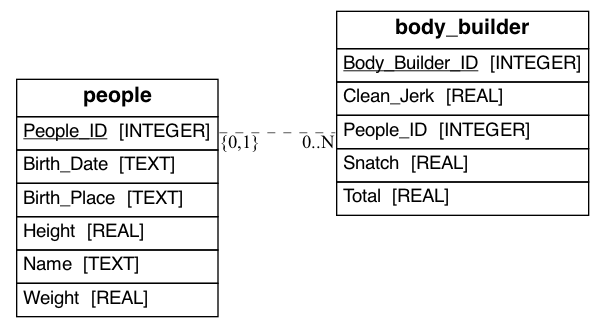 people
People_ID [INTEGER]
Birth_Date [TEXT]
Birth_Place [TEXT]
Height [REAL]
Name [TEXT]
Weight [REAL]
{0,1}
0..N
body_builder
Body_Builder_ID [INTEGER]
Clean_Jerk [REAL]
People_ID [INTEGER]
Snatch [REAL]
Total [REAL]